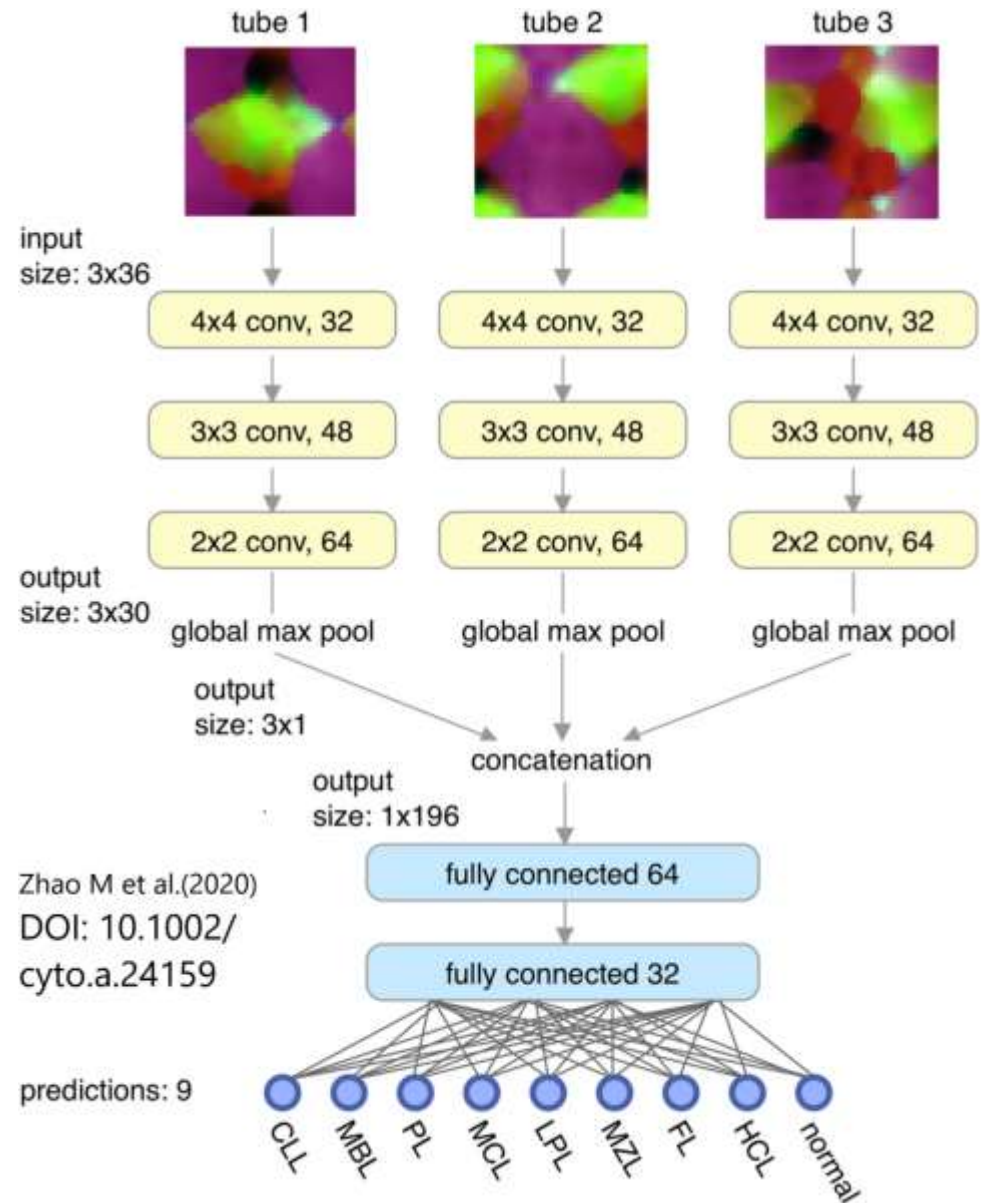 tube 1
tube 2
tube 3
input
size: 3x36
4x4 conv, 32
4x4 conv, 32
4x4 conv, 32
3x3 conv, 48
3x3 conv, 48
3x3 conv, 48
2x2 conv, 64
2x2 conv, 64
2x2 conv, 64
output
size: 3x30
global max pool
global max pool
global max pool
output
size: 3x1
concatenation
output
size: 1x196
fully connected 64
Zhao M et al.(2020)
DOI: 10.1002/
cyto.a.24159
fully connected 32
predictions: 9
CLL
MBL
PL
MCL
LPL
MZL
FL
HCL
normal